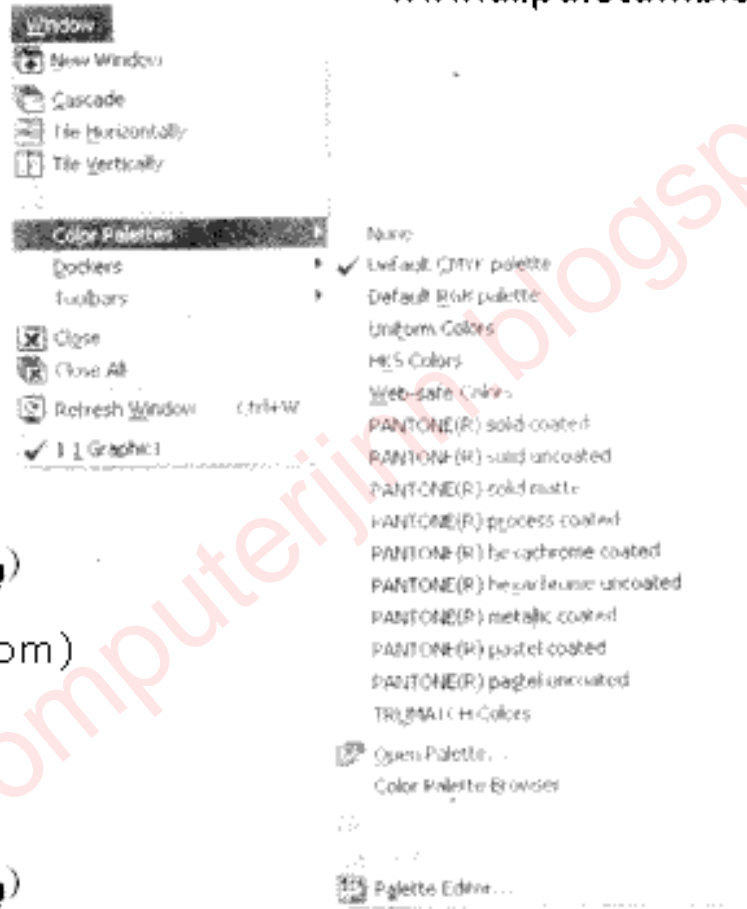 Window
New Window
Cascade
Tile Horizontally
Tile Vertically
Color Palettes
Dockers
Toolbars
Close
Close All
Refresh Window Ctrl+W
1 Graphic1
None
Default CMYK palette
Default RGB palette
Uniform Colors
HKS Colors
Web-safe Colors
PANTONE(R) solid coated
PANTONE(R) solid uncoated
PANTONE(R) solid matte
PANTONE(R) process coated
PANTONE(R) hexachrome coated
PANTONE(R) hexachrome uncoated
PANTONE(R) metallic coated
PANTONE(R) pastel coated
PANTONE(R) pastel uncoated
TRUMATCH Colors
Open Palette...
Color Palette Browser
Palette Editor...
om)
omputerjinn blogsp